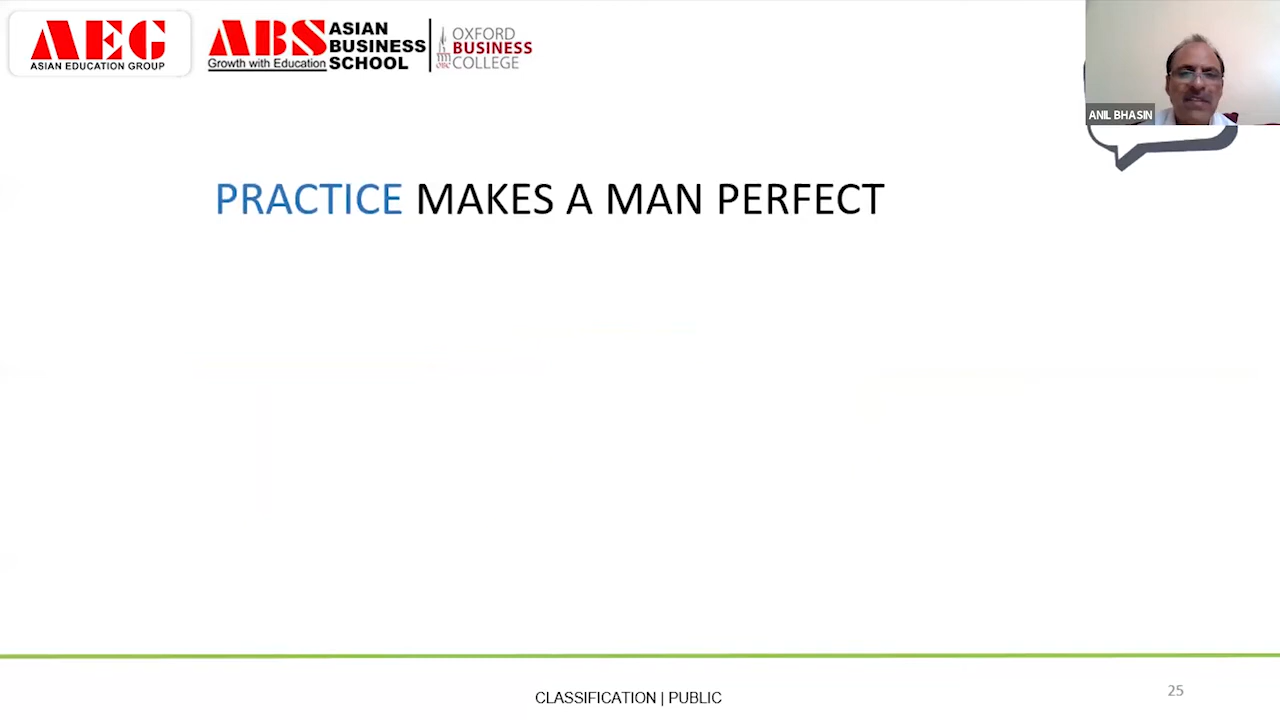 AEG
ASIAN EDUCATION GROUP
ABS
Growth with Education
ASIAN
BUSINESS
SCHOOL
OXFORD
BUSINESS
COLLEGE
OBC
ANIL BHASIN
PRACTICE MAKES A MAN PERFECT
CLASSIFICATION | PUBLIC
25